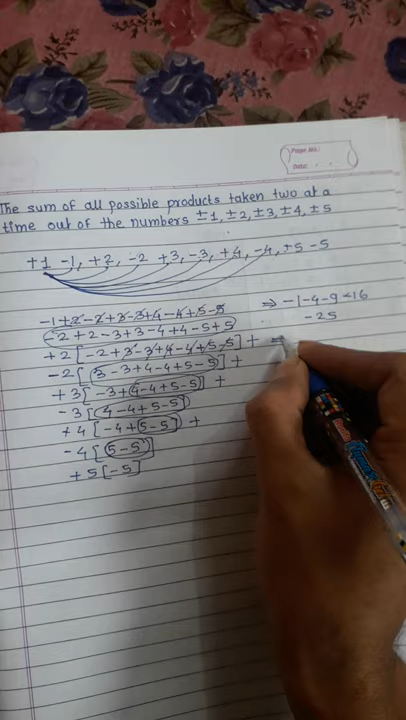 Page No.:
Date:
The sum of all possible products taken two at a
time out of the numbers ±1, ±2, ±3, ±4, ±5
+1 -1, +2, -2 +3, -3, +4, -4, +5 -5
-1+2-2+3-3+4-4+5-5
-2+2-3+3-4+4-5+5
+2[-2+3-3+4-4+5-5]+ ⇒
-2[3-3+4-4+5-5]+
+3[-3+4-4+5-5]+
-3[4-4+5-5]
+4[-4+5-5]+
-4[5-5]
+5[-5]
⇒ -1-4-9-16
-25